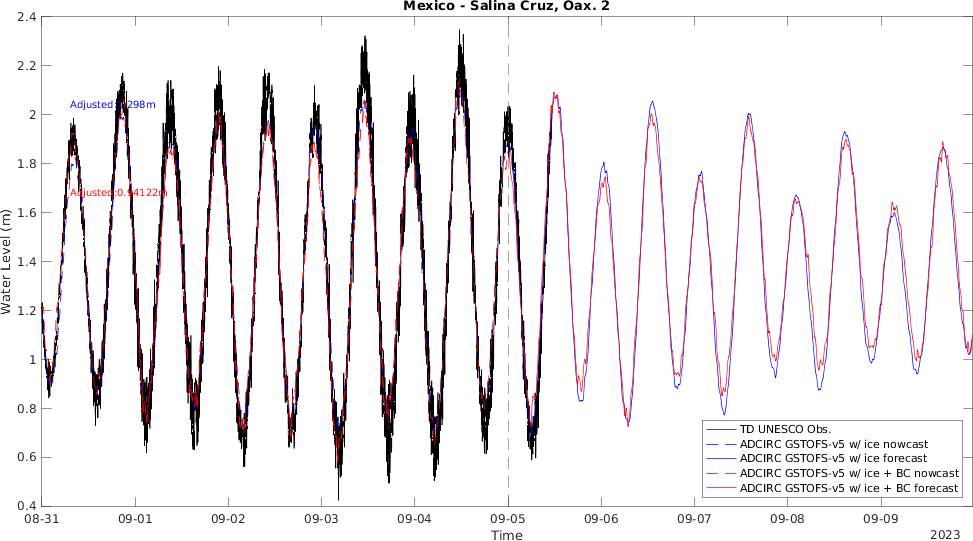 Mexico - Salina Cruz, Oax. 2
2.4
2.2
2
1.8
1.6
1.4
1.2
1
0.8
0.6
0.4
Water Level (m)
Adjusted:
298m
Adjusted:0.94122m
TD UNESCO Obs.
ADCIRC GSTOFS-v5 w/ ice nowcast
ADCIRC GSTOFS-v5 w/ ice forecast
ADCIRC GSTOFS-v5 w/ ice + BC nowcast
ADCIRC GSTOFS-v5 w/ ice + BC forecast
08-31
09-01
09-02
09-03
09-04
09-05
09-06
09-07
09-08
09-09
Time
2023